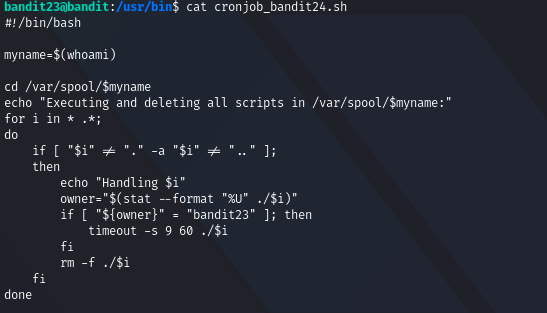 bandit23@bandit:/usr/bin$ cat cronjob_bandit24.sh
#!/bin/bash
myname=$(whoami)
cd /var/spool/$myname
echo "Executing and deleting all scripts in /var/spool/$myname:"
for i in * .*;
do
    if [ "$i" != "." -a "$i" != ".." ];
    then
        echo "Handling $i"
        owner="$(stat --format "%U" ./$i)"
        if [ "${owner}" = "bandit23" ]; then
            timeout -s 9 60 ./$i
        fi
        rm -f ./$i
    fi
done